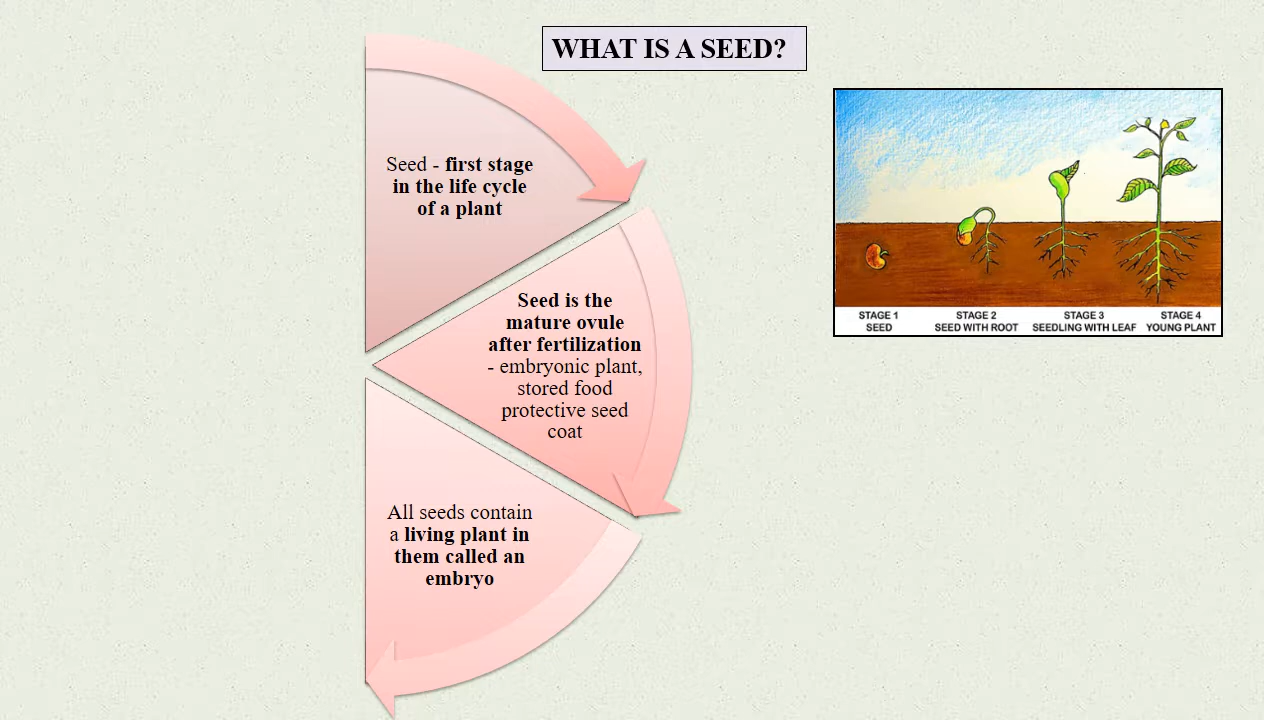 WHAT IS A SEED?
Seed - first stage
in the life cycle
of a plant
Seed is the
mature ovule
after fertilization
- embryonic plant,
stored food
protective seed
coat
All seeds contain
a living plant in
them called an
embryo
STAGE 1
SEED
STAGE 2
SEED WITH ROOT
STAGE 3
SEEDLING WITH LEAF
STAGE 4
YOUNG PLANT